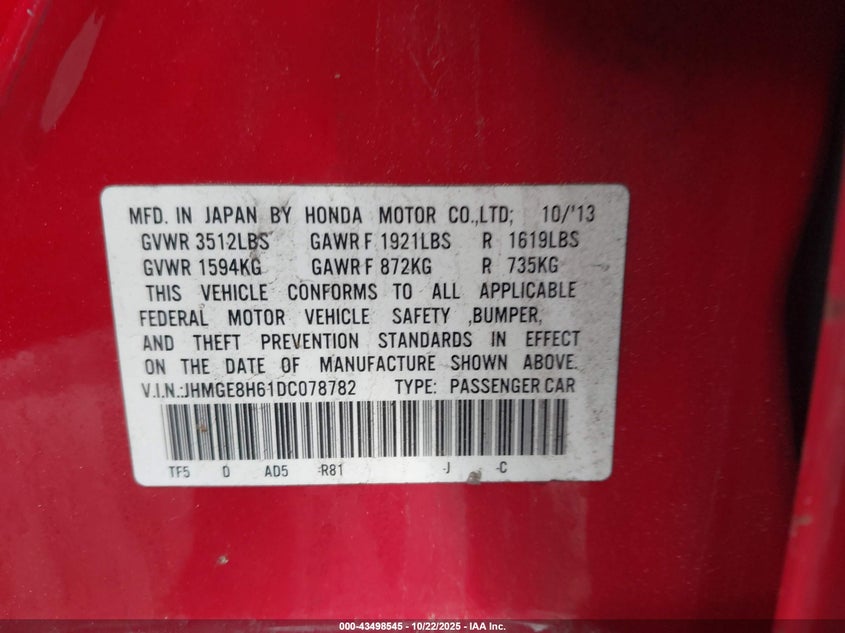 MFD. IN JAPAN BY HONDA MOTOR CO.,LTD; 10/'13
GVWR 3512LBS GAWR F 1921LBS R 1619LBS
GVWR 1594KG GAWR F 872KG R 735KG
THIS VEHICLE CONFORMS TO ALL APPLICABLE
FEDERAL MOTOR VEHICLE SAFETY ,BUMPER,
AND THEFT PREVENTION STANDARDS IN EFFECT
ON THE DATE OF MANUFACTURE SHOWN ABOVE.
V.I.N.:JHMGE8H61DC078782 TYPE: PASSENGER CAR
TF5 D AD5 -R81 -J -C
000-43498545 - 10/22/2025 - IAA Inc.